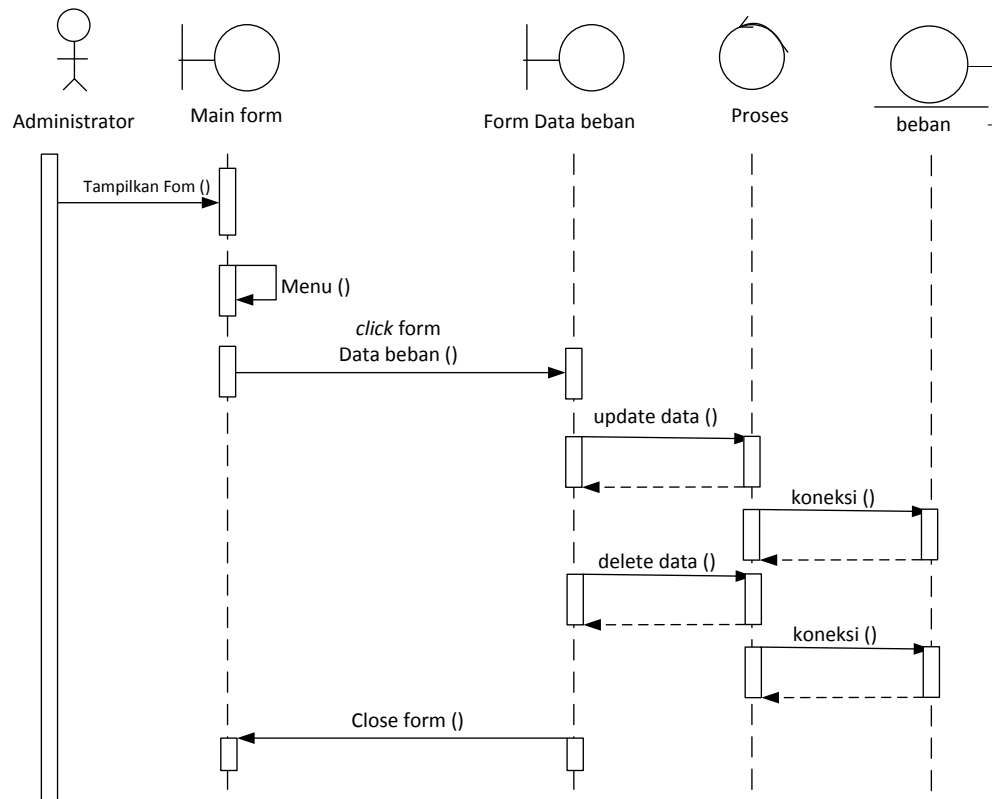 Administrator
Main form
Form Data beban
Proses
beban
Tampilkan Fom ()
Menu ()
click form
Data beban ()
update data ()
koneksi ()
delete data ()
koneksi ()
Close form ()